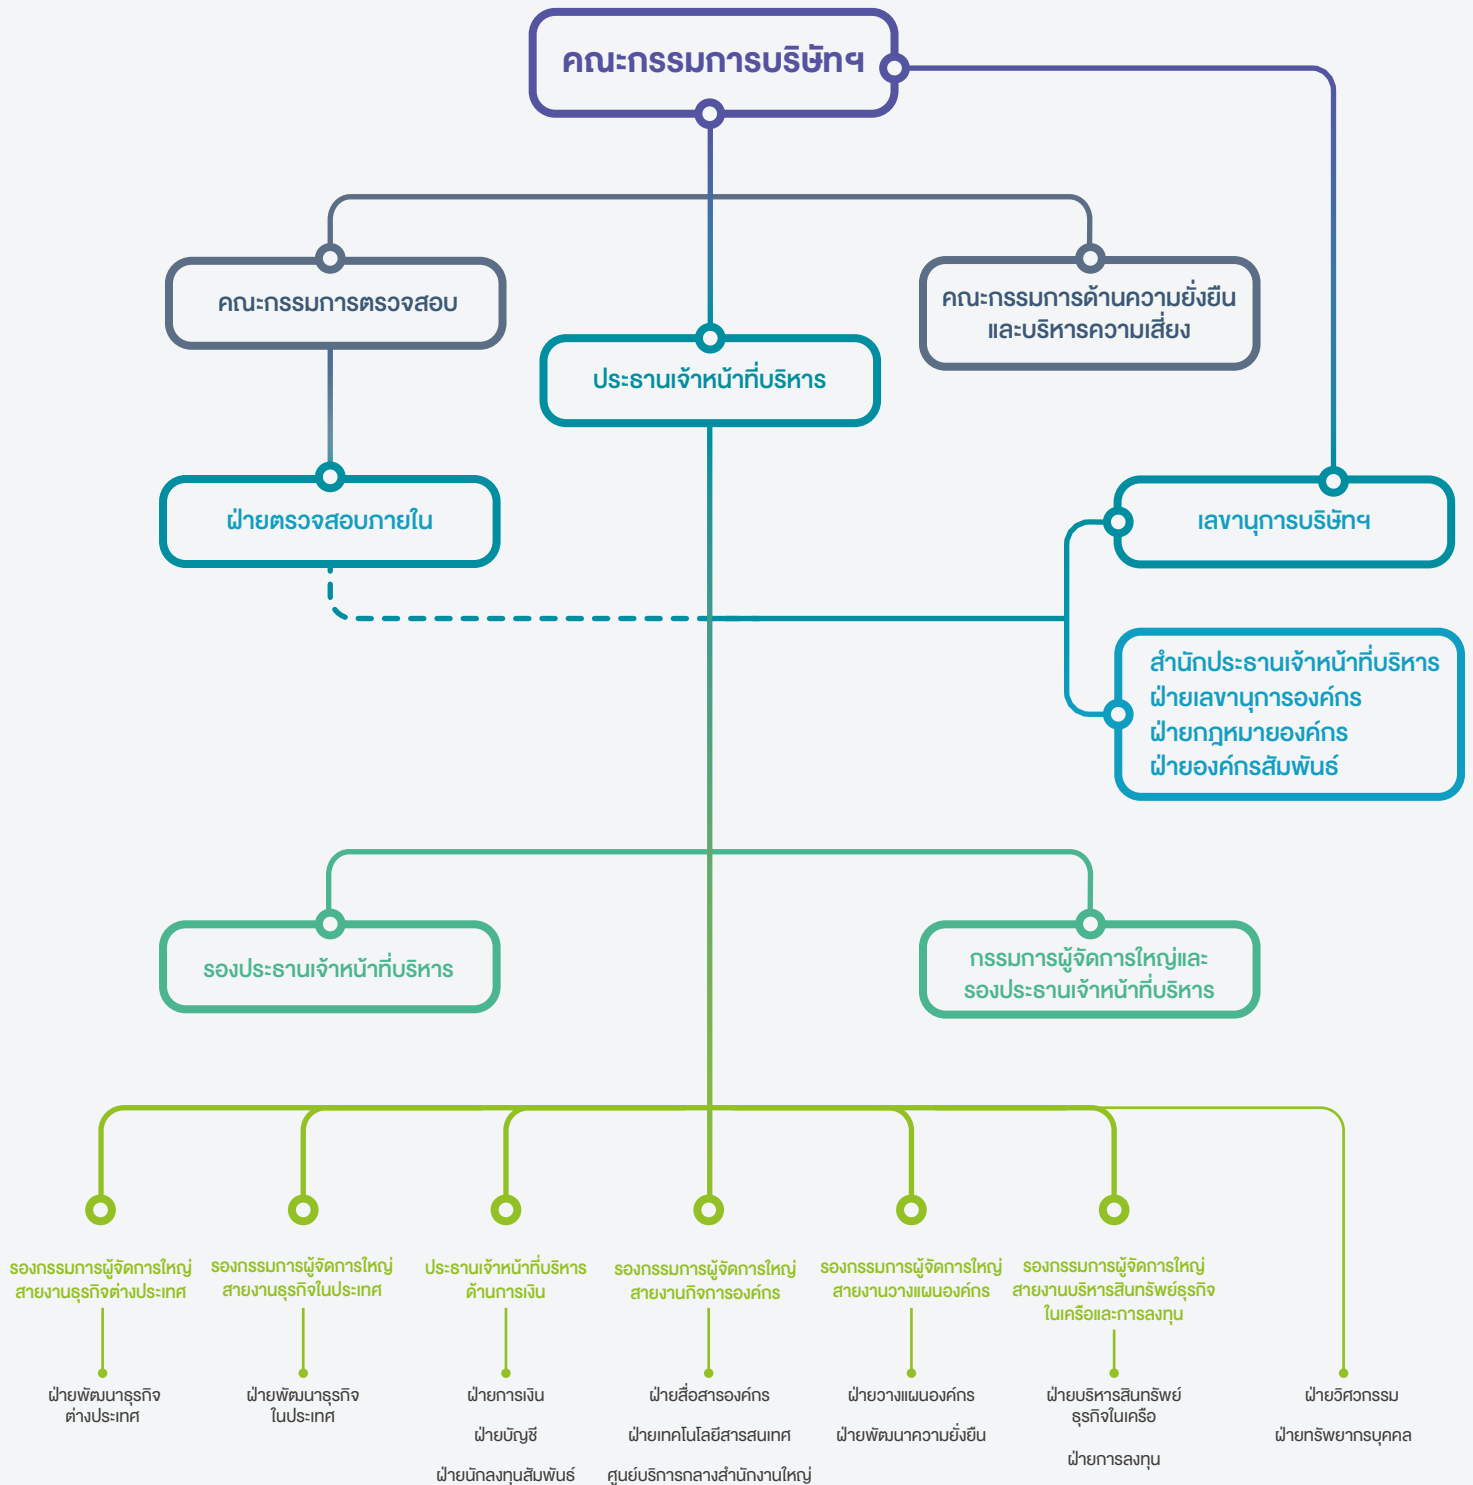 คณะกรรมการบริษัทฯ
คณะกรรมการตรวจสอบ
คณะกรรมการด้านความยั่งยืน
และบริหารความเสี่ยง
ประธานเจ้าหน้าที่บริหาร
ฝ่ายตรวจสอบภายใน
เลขานุการบริษัทฯ
สำนักประธานเจ้าหน้าที่บริหาร
ฝ่ายเลขานุการองค์กร
ฝ่ายกฎหมายองค์กร
ฝ่ายองค์กรสัมพันธ์
รองประธานเจ้าหน้าที่บริหาร
กรรมการผู้จัดการใหญ่และ
รองประธานเจ้าหน้าที่บริหาร
รองกรรมการผู้จัดการใหญ่
สายงานธุรกิจต่างประเทศ
รองกรรมการผู้จัดการใหญ่
สายงานธุรกิจในประเทศ
ประธานเจ้าหน้าที่บริหาร
ด้านการเงิน
รองกรรมการผู้จัดการใหญ่
สายงานกิจการองค์กร
รองกรรมการผู้จัดการใหญ่
สายงานวางแผนองค์กร
รองกรรมการผู้จัดการใหญ่
สายงานบริหารสินทรัพย์ธุรกิจ
ในเครือและการลงทุน
ฝ่ายพัฒนาธุรกิจ
ต่างประเทศ
ฝ่ายพัฒนาธุรกิจ
ในประเทศ
ฝ่ายการเงิน
ฝ่ายบัญชี
ฝ่ายนักลงทุนสัมพันธ์
ฝ่ายสื่อสารองค์กร
ฝ่ายเทคโนโลยีสารสนเทศ
ศูนย์บริการกลางสำนักงานใหญ่
ฝ่ายวางแผนองค์กร
ฝ่ายพัฒนาความยั่งยืน
ฝ่ายบริหารสินทรัพย์
ธุรกิจในเครือ
ฝ่ายการลงทุน
ฝ่ายวิศวกรรม
ฝ่ายทรัพยากรบุคคล